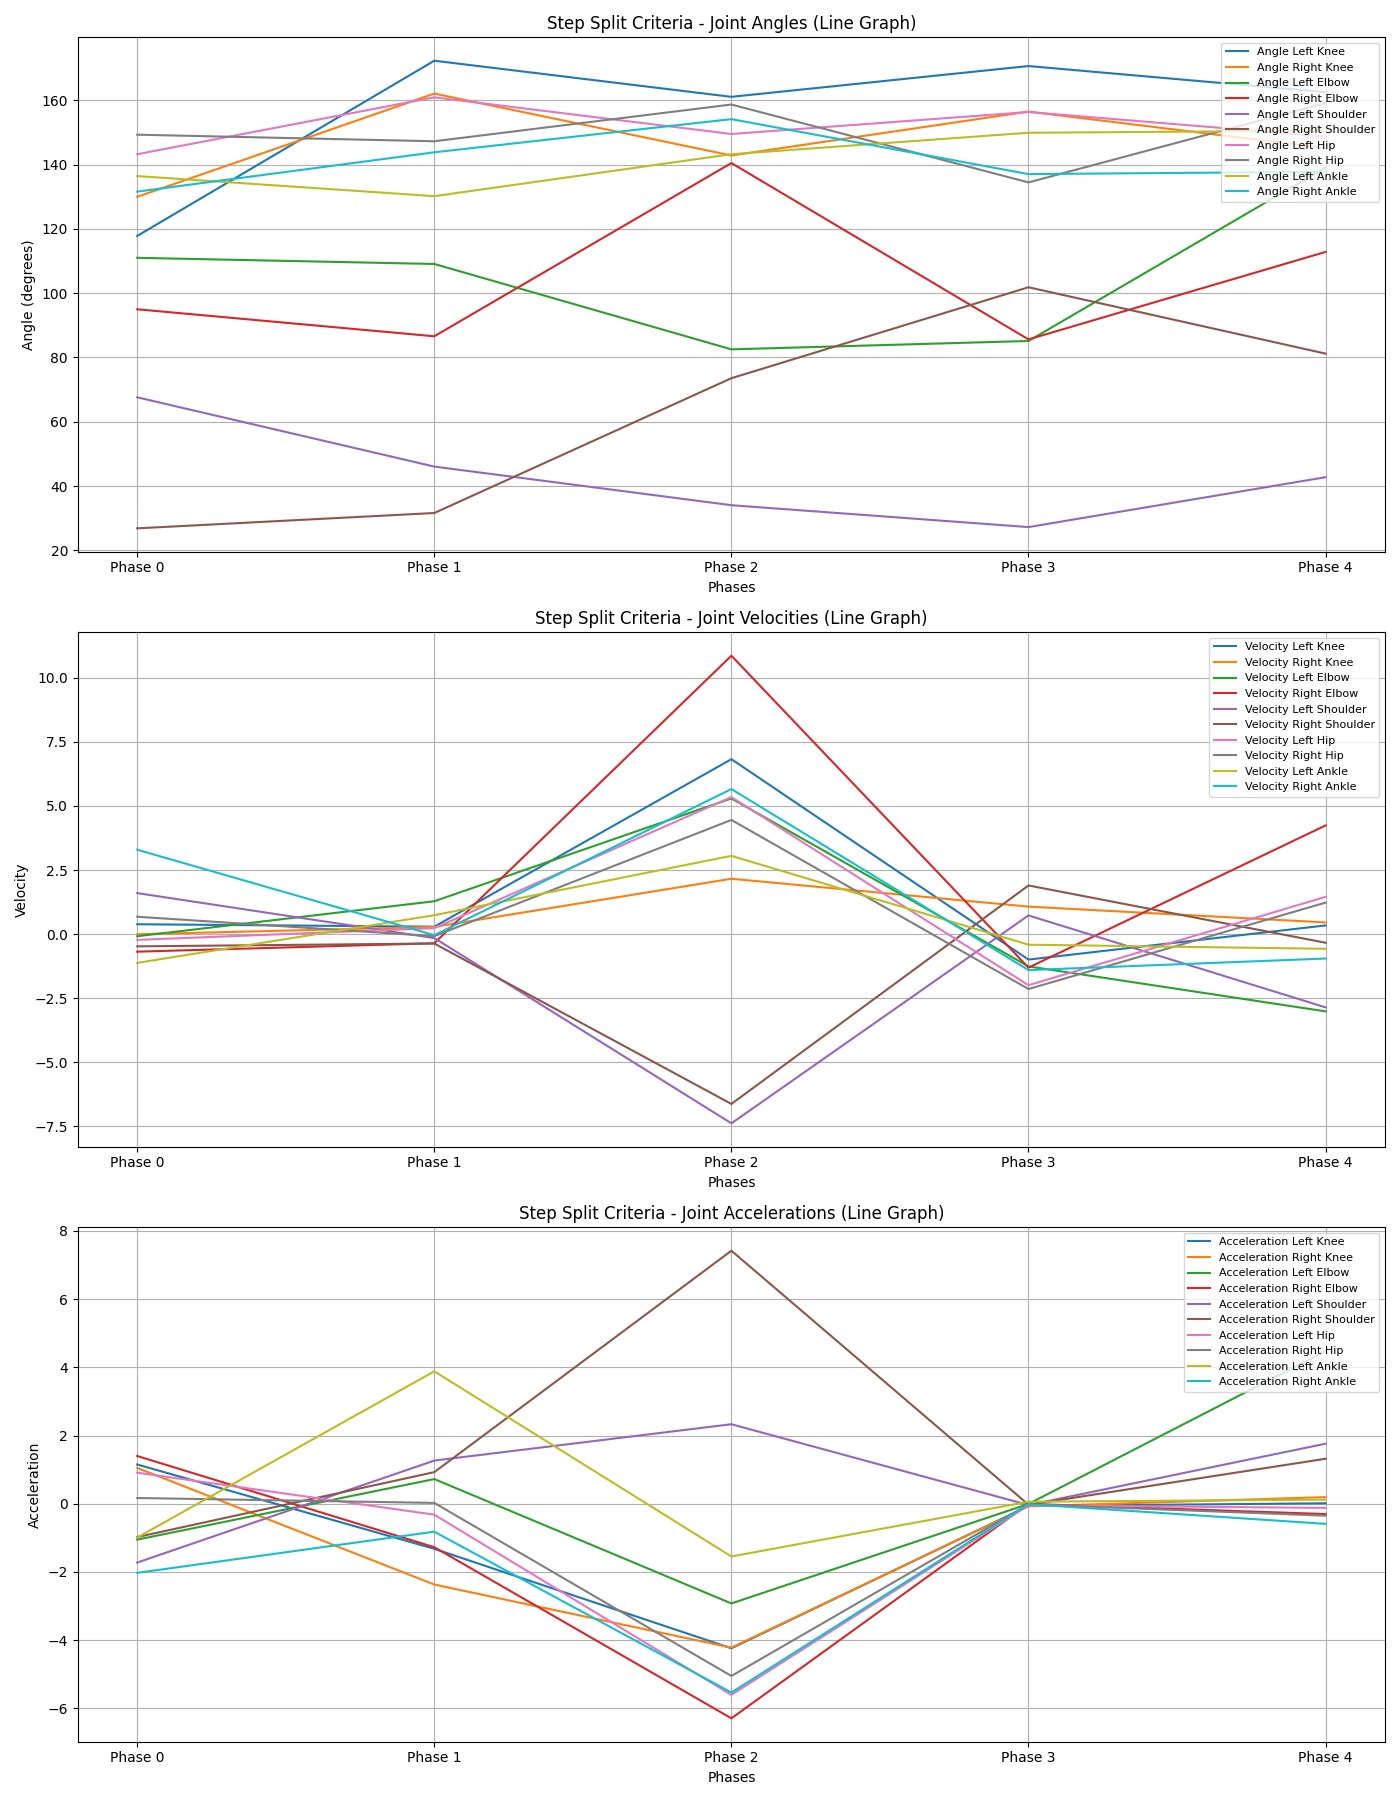 Step Split Criteria - Joint Angles (Line Graph)
Angle Left Knee
Angle Right Knee
Angle Left Elbow
Angle Right Elbow
Angle Left Shoulder
Angle Right Shoulder
Angle Left Hip
Angle Right Hip
Angle Left Ankle
Angle Right Ankle
Angle (degrees)
160
140
120
100
80
60
40
20
Phase 0 Phase 1 Phase 2 Phase 3 Phase 4
Phases
Step Split Criteria - Joint Velocities (Line Graph)
Velocity Left Knee
Velocity Right Knee
Velocity Left Elbow
Velocity Right Elbow
Velocity Left Shoulder
Velocity Right Shoulder
Velocity Left Hip
Velocity Right Hip
Velocity Left Ankle
Velocity Right Ankle
Velocity
10.0
7.5
5.0
2.5
0.0
−2.5
−5.0
−7.5
Phase 0 Phase 1 Phase 2 Phase 3 Phase 4
Phases
Step Split Criteria - Joint Accelerations (Line Graph)
Acceleration Left Knee
Acceleration Right Knee
Acceleration Left Elbow
Acceleration Right Elbow
Acceleration Left Shoulder
Acceleration Right Shoulder
Acceleration Left Hip
Acceleration Right Hip
Acceleration Left Ankle
Acceleration Right Ankle
Acceleration
8
6
4
2
0
−2
−4
−6
Phase 0 Phase 1 Phase 2 Phase 3 Phase 4
Phases